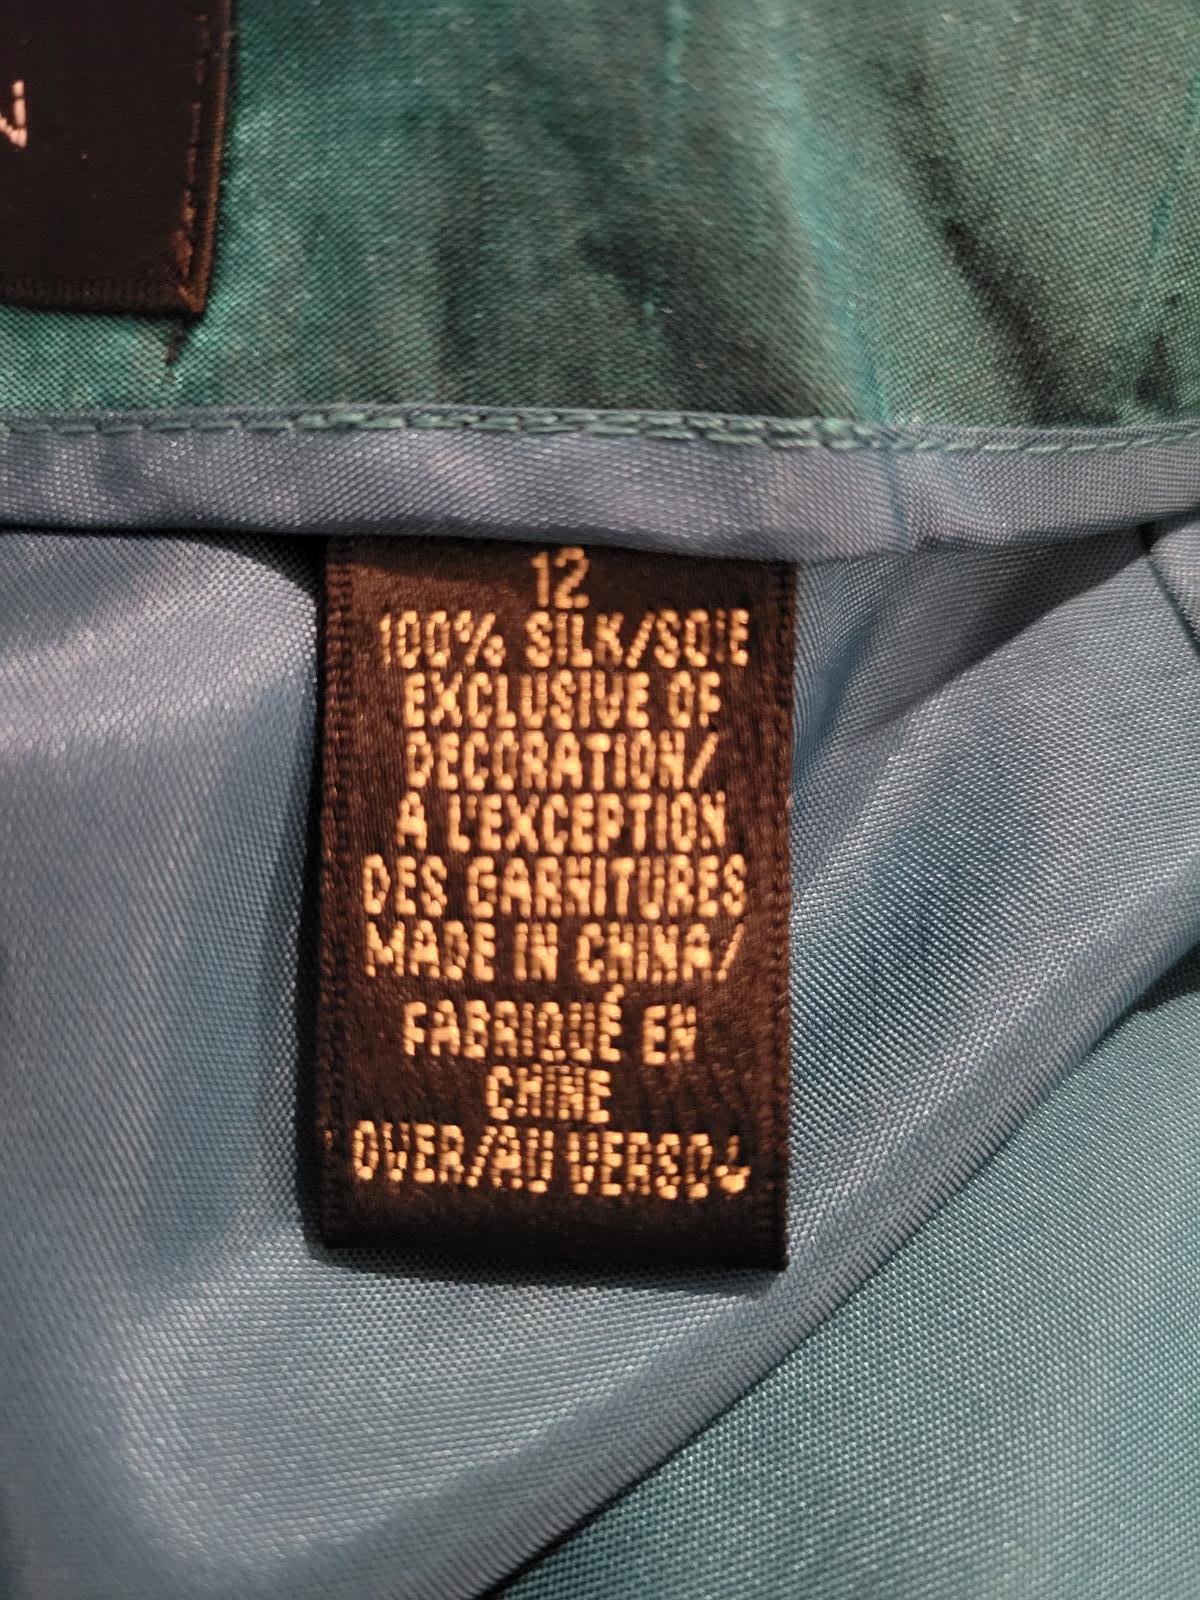 12
100% SILK/SOIE
EXCLUSIVE OF
DECORATION/
A L'EXCEPTION
DES GARNITURES
MADE IN CHINA/
FABRIQUÉ EN
CHINE
OVER/AU VERSO↓